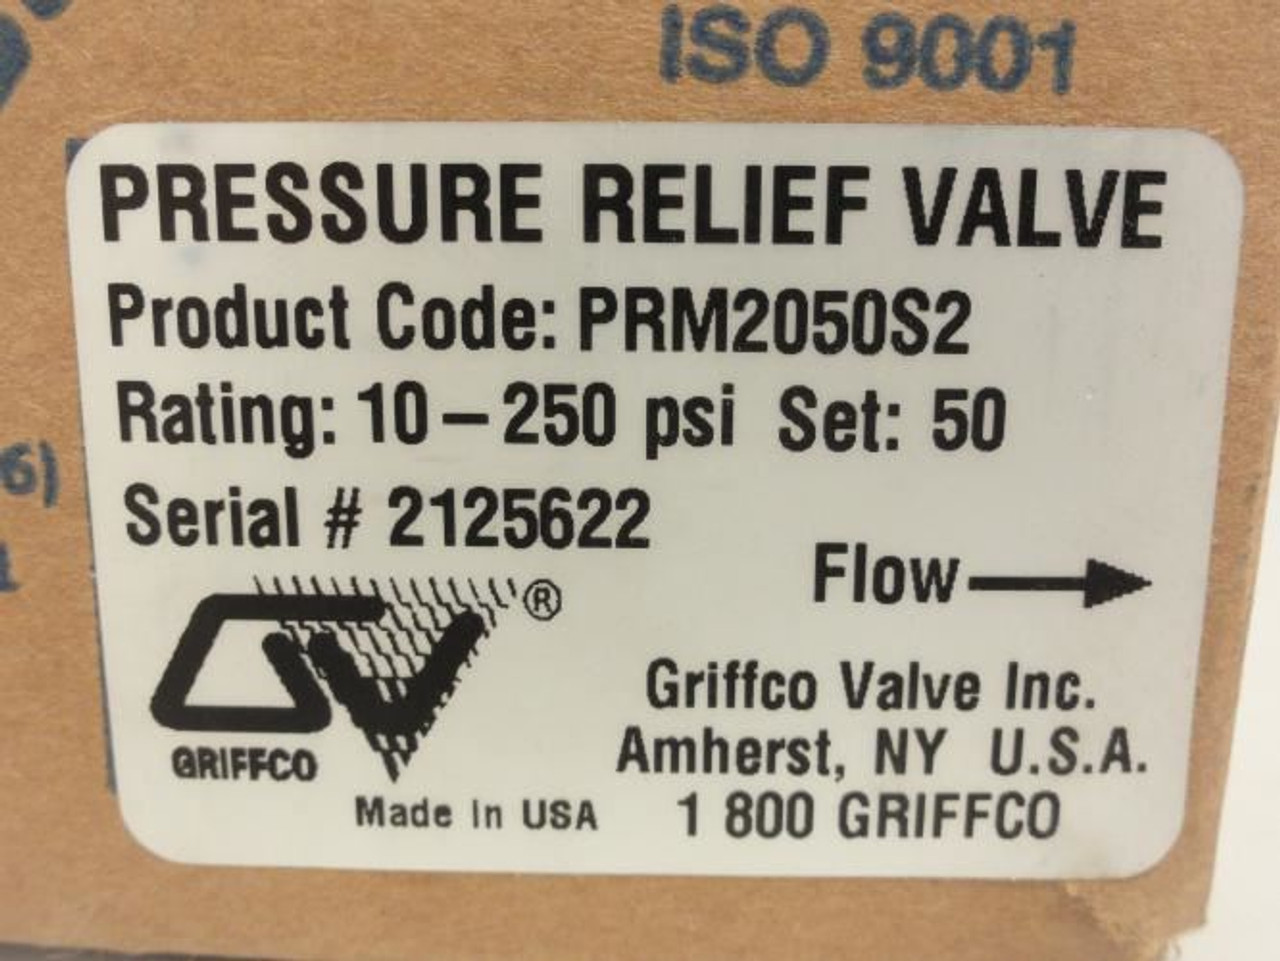 ISO 9001
PRESSURE RELIEF VALVE
Product Code: PRM2050S2
Rating: 10–250 psi Set: 50
6)
Serial # 2125622
Flow
®
Griffco Valve Inc.
GRIFFCO
Amherst, NY U.S.A.
Made In USA
1 800 GRIFFCO